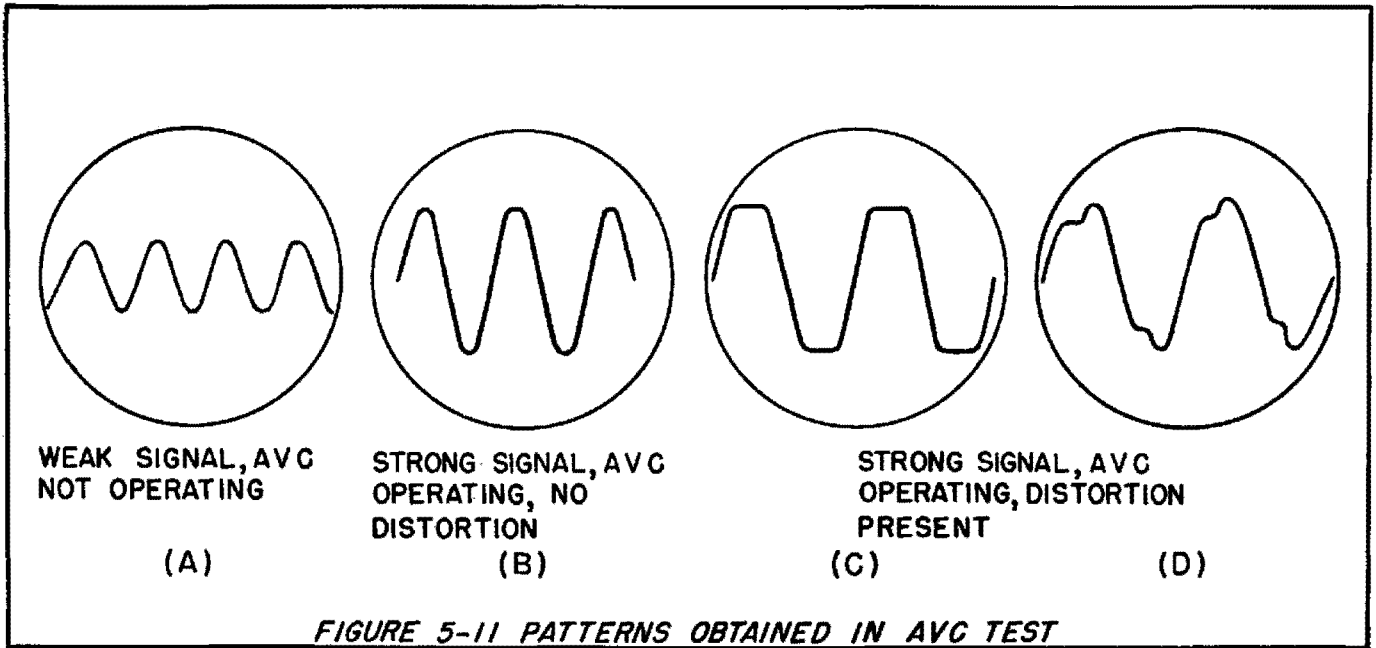 WEAK SIGNAL, AVC
NOT OPERATING
(A)
STRONG SIGNAL, AVC
OPERATING, NO
DISTORTION
(B)
STRONG SIGNAL, AVC
OPERATING, DISTORTION
PRESENT
(C)
(D)
FIGURE 5-11 PATTERNS OBTAINED IN AVC TEST